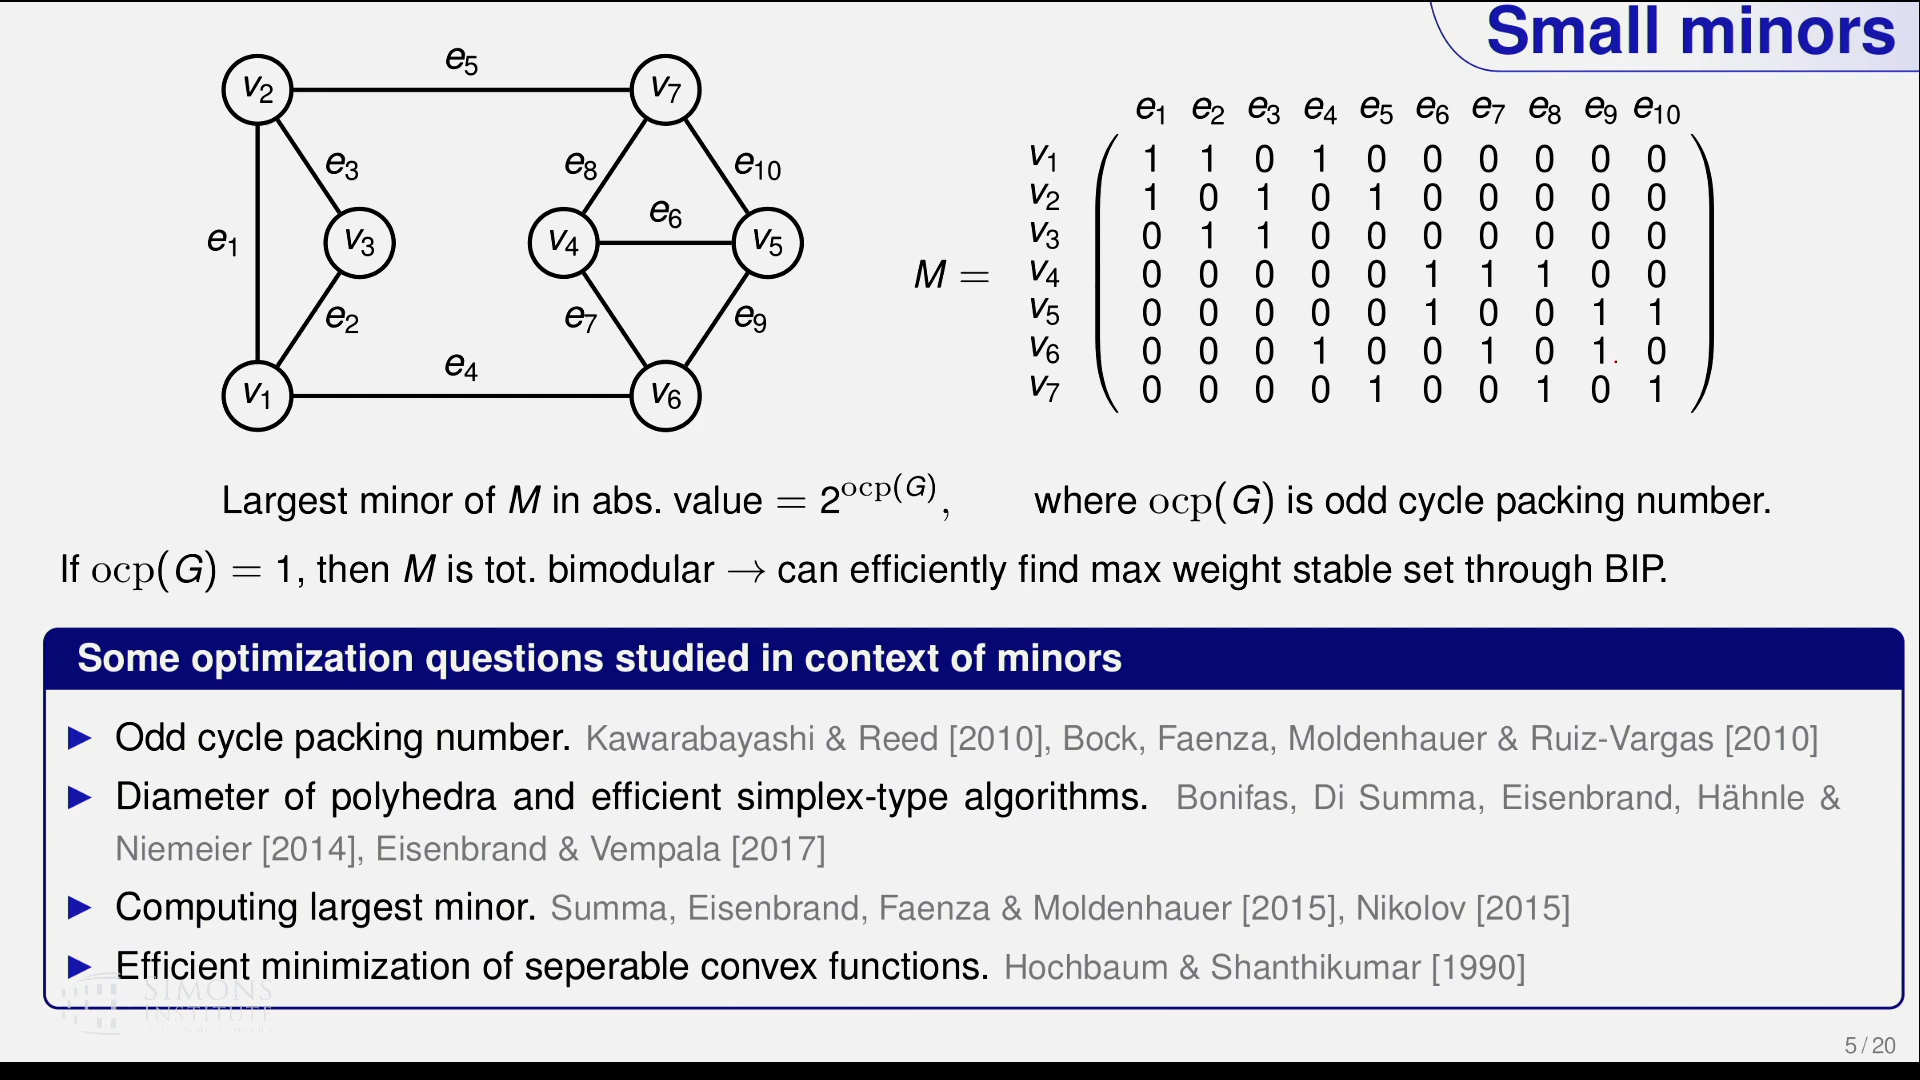 Small minors
v2
e5
v7
e3
e8
e10
e6
e1
v3
v4
v5
e2
e7
e9
e4
v1
v6
e1 e2 e3 e4 e5 e6 e7 e8 e9 e10
v1 1 1 0 1 0 0 0 0 0 0
v2 1 0 1 0 1 0 0 0 0 0
v3 0 1 1 0 0 0 0 0 0 0
M = v4 0 0 0 0 0 1 1 1 0 0
v5 0 0 0 0 0 1 0 0 1 1
v6 0 0 0 1 0 0 1 0 1 0
v7 0 0 0 0 1 0 0 1 0 1
Largest minor of M in abs. value = 2^ocp(G), where ocp(G) is odd cycle packing number.
If ocp(G) = 1, then M is tot. bimodular → can efficiently find max weight stable set through BIP.
Some optimization questions studied in context of minors
▶ Odd cycle packing number. Kawarabayashi & Reed [2010], Bock, Faenza, Moldenhauer & Ruiz-Vargas [2010]
▶ Diameter of polyhedra and efficient simplex-type algorithms. Bonifas, Di Summa, Eisenbrand, Hähnle &
Niemeier [2014], Eisenbrand & Vempala [2017]
▶ Computing largest minor. Summa, Eisenbrand, Faenza & Moldenhauer [2015], Nikolov [2015]
▶ Efficient minimization of seperable convex functions. Hochbaum & Shanthikumar [1990]
SIMONS
INSTITUTE
5 / 20